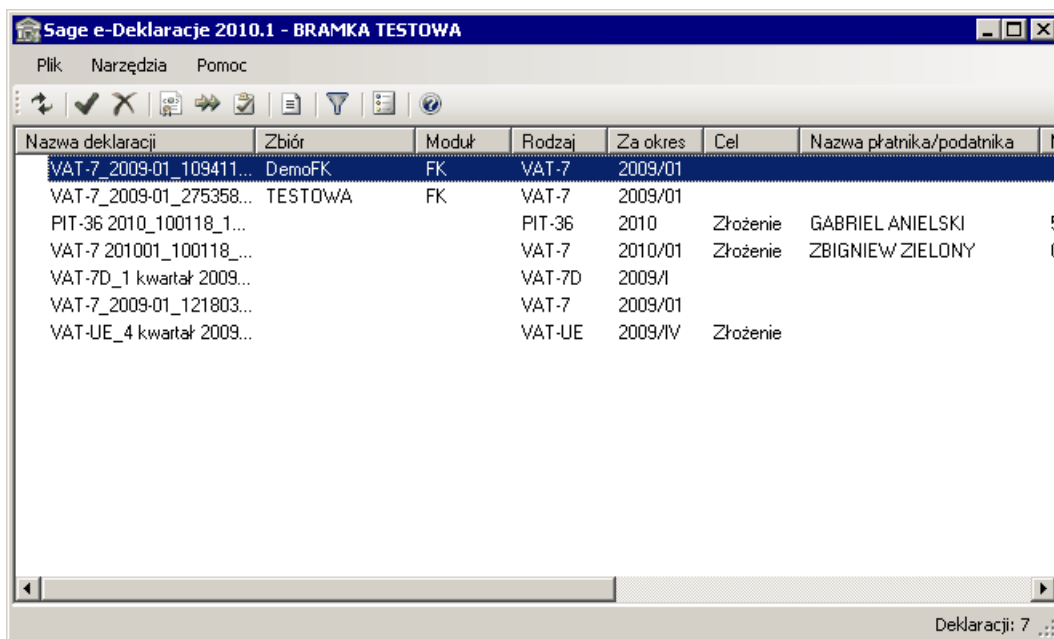 Sage e-Deklaracje 2010.1 - BRAMKA TESTOWA
Plik Narzędzia Pomoc
Nazwa deklaracji Zbiór Moduł Rodzaj Za okres Cel Nazwa płatnika/podatnika
VAT-7_2009-01_109411... DemoFK FK VAT-7 2009/01
VAT-7_2009-01_275358... TESTOWA FK VAT-7 2009/01
PIT-36 2010_100118_1... PIT-36 2010 Złożenie GABRIEL ANIELSKI
VAT-7 201001_100118_... VAT-7 2010/01 Złożenie ZBIGNIEW ZIELONY
VAT-7D_1 kwartał 2009... VAT-7D 2009/I
VAT-7_2009-01_121803... VAT-7 2009/01
VAT-UE_4 kwartał 2009... VAT-UE 2009/IV Złożenie
Deklaracji: 7